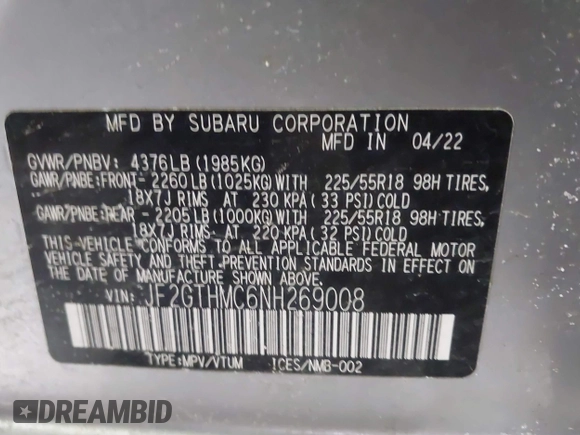 MFD BY SUBARU CORPORATION
MFD IN 04/22
GVWR/PNBV: 4376LB (1985KG)
GAWR/PNBE:FRONT- 2260LB (1025KG) WITH 225/55R18 98H TIRES,
18X7J RIMS AT 230 KPA (33 PSI) COLD
GAWR/PNBE:REAR - 2205LB (1000KG) WITH 225/55R18 98H TIRES,
18X7J RIMS AT 220 KPA (32 PSI) COLD
THIS VEHICLE CONFORMS TO ALL APPLICABLE FEDERAL MOTOR
VEHICLE SAFETY AND THEFT PREVENTION STANDARDS IN EFFECT ON
THE DATE OF MANUFACTURE SHOWN ABOVE.
VIN: JF2GTHMC6NH269008
TYPE:MPV/VTUM ICES/NMB-002
DREAMBID